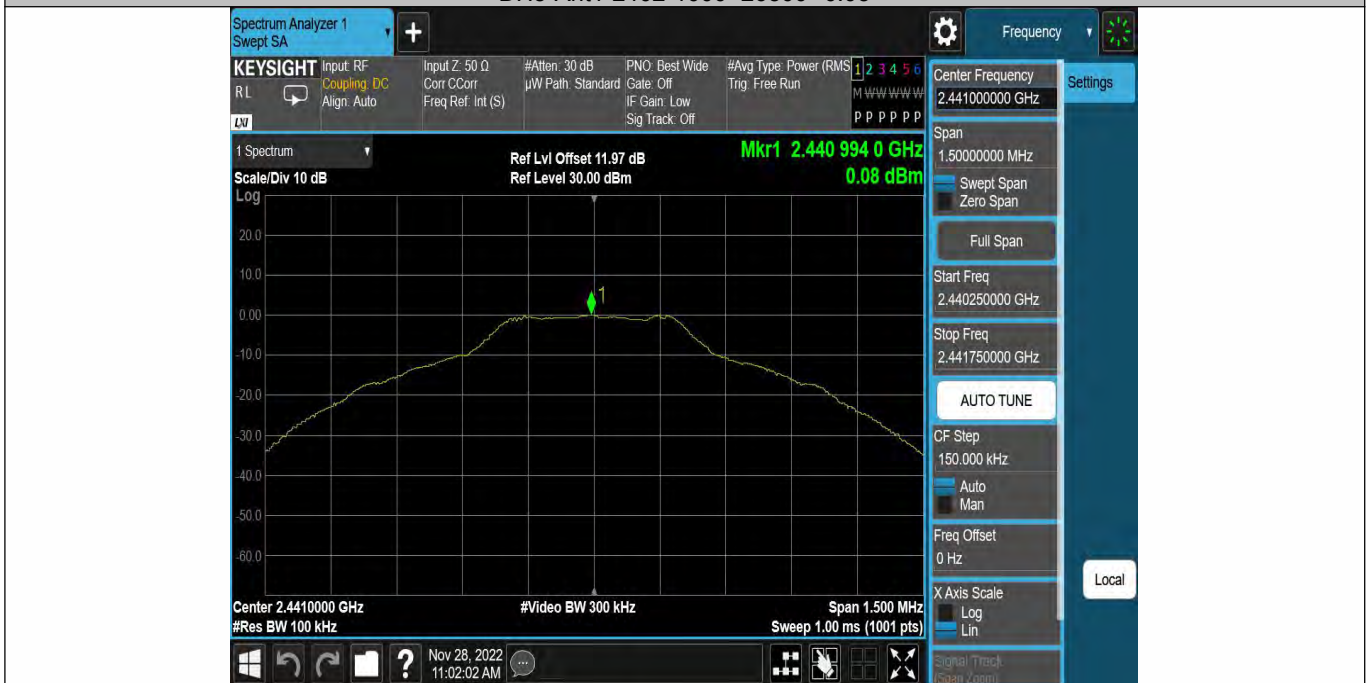 Spectrum Analyzer 1
Swept SA
+
Frequency
KEYSIGHT
RL
LXI
Input: RF
Coupling: DC
Align: Auto
Input Z: 50 Ω
Corr CCorr
Freq Ref: Int (S)
#Atten: 30 dB
µW Path: Standard
PNO: Best Wide
Gate: Off
IF Gain: Low
Sig Track: Off
#Avg Type: Power (RMS
Trig: Free Run
1 2 3 4 5 6
M W W W W W
P P P P P P
Center Frequency
2.441000000 GHz
Settings
1 Spectrum
Scale/Div 10 dB
Log
Ref Lvl Offset 11.97 dB
Ref Level 30.00 dBm
Mkr1 2.440 994 0 GHz
0.08 dBm
Span
1.50000000 MHz
Swept Span
Zero Span
Full Span
Start Freq
2.440250000 GHz
Stop Freq
2.441750000 GHz
AUTO TUNE
CF Step
150.000 kHz
Auto
Man
Freq Offset
0 Hz
X Axis Scale
Log
Lin
Signal Track
(Span Zoom)
Local
20.0
10.0
0.00
-10.0
-20.0
-30.0
-40.0
-50.0
-60.0
1
Center 2.4410000 GHz
#Res BW 100 kHz
#Video BW 300 kHz
Span 1.500 MHz
Sweep 1.00 ms (1001 pts)
?
Nov 28, 2022
11:02:02 AM